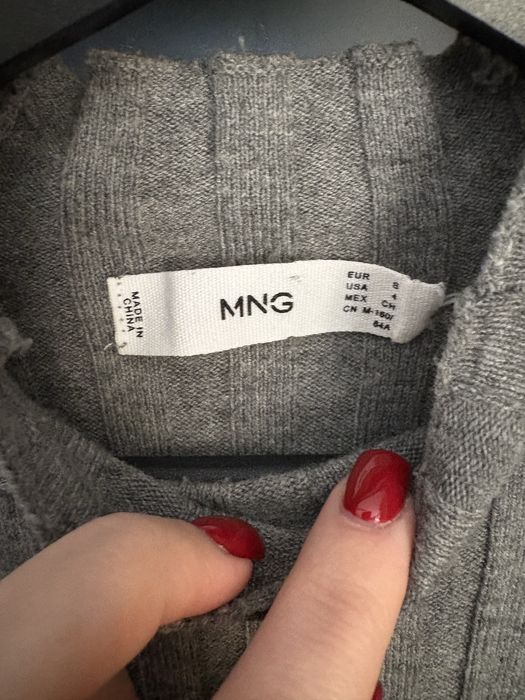 MADE IN
CHINA
MNG
EUR S
USA 4
MEX CH
CN M-160/
84A